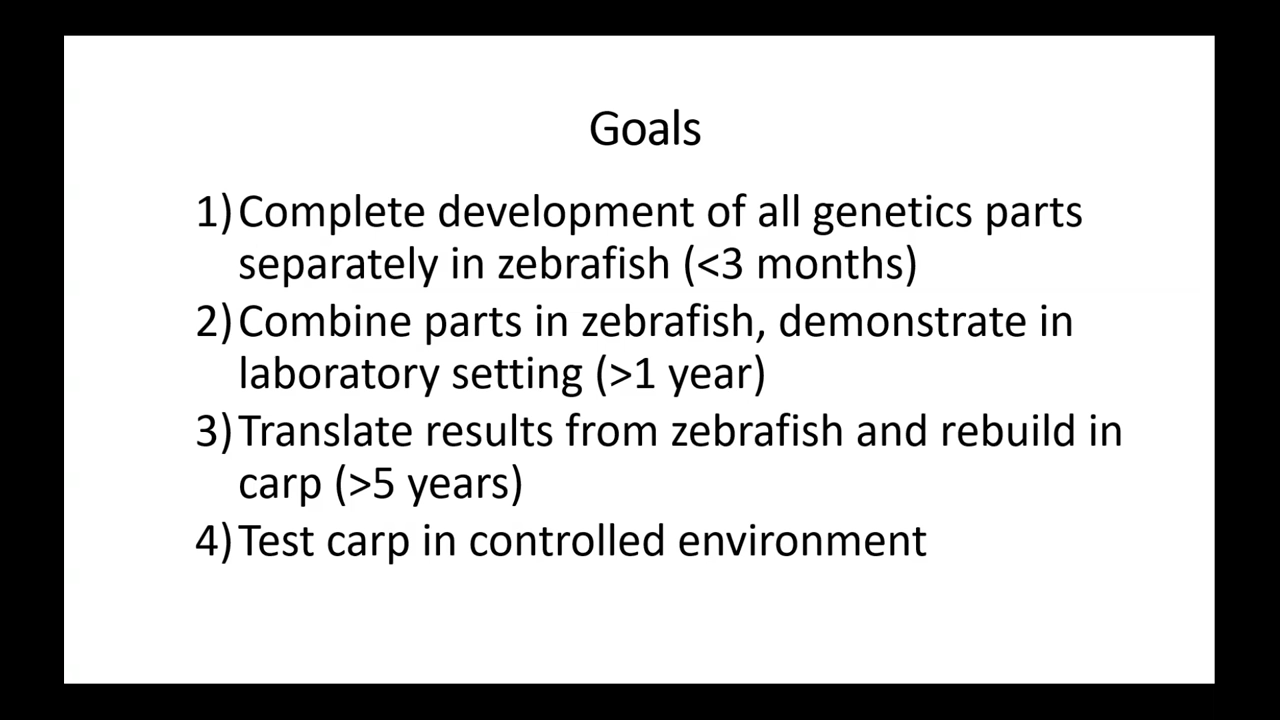 Goals
1) Complete development of all genetics parts
separately in zebrafish (<3 months)
2) Combine parts in zebrafish, demonstrate in
laboratory setting (>1 year)
3) Translate results from zebrafish and rebuild in
carp (>5 years)
4) Test carp in controlled environment